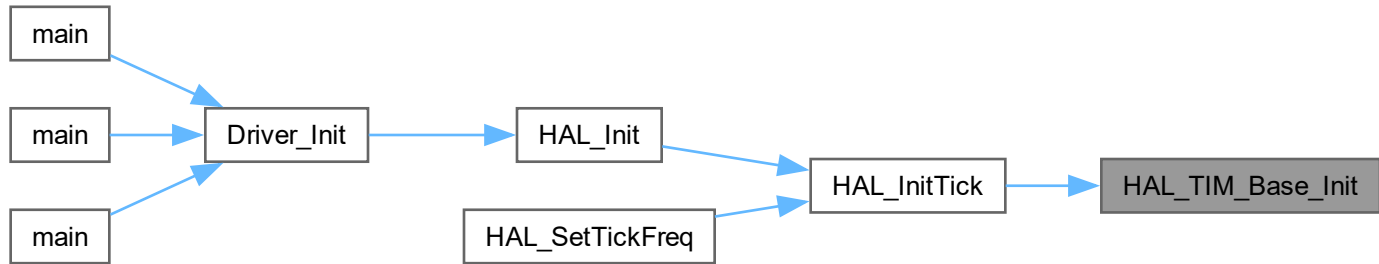 main
main
main
Driver_Init
HAL_Init
HAL_SetTickFreq
HAL_InitTick
HAL_TIM_Base_Init